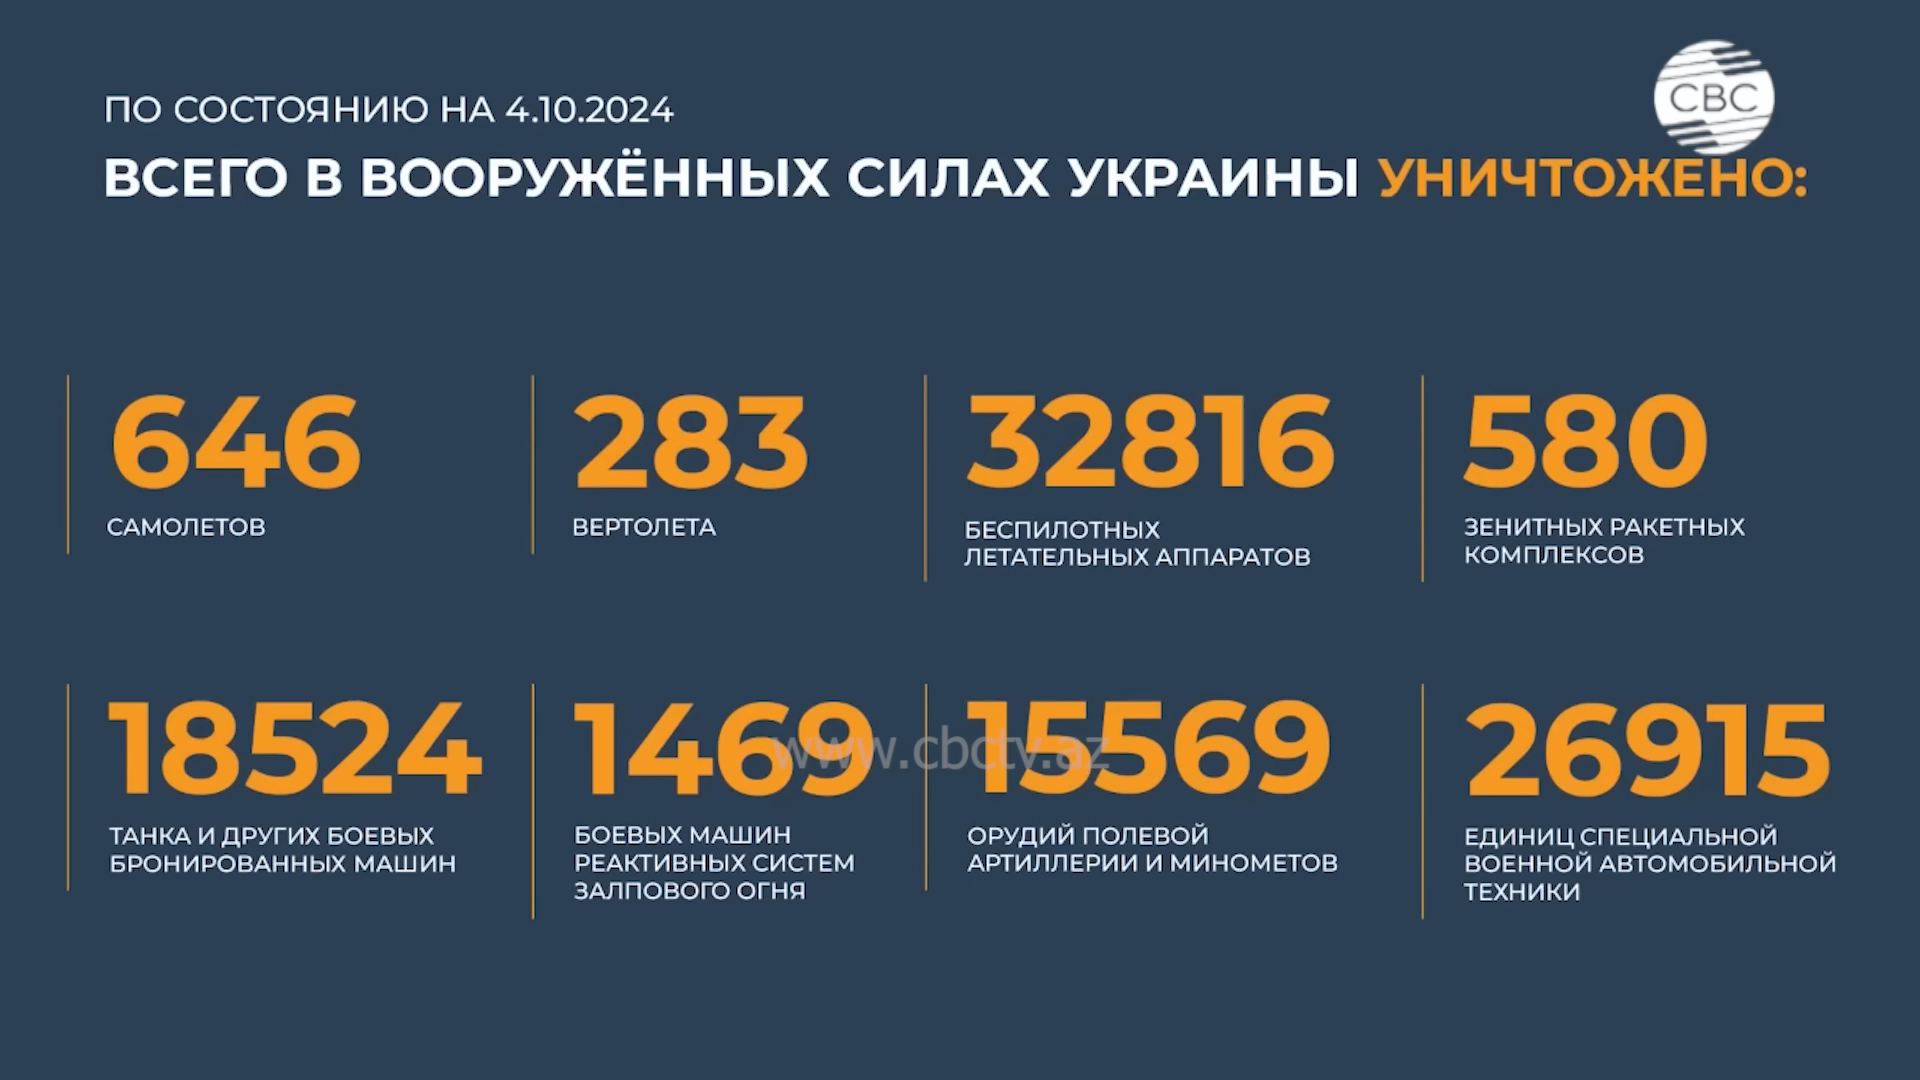 CBC
ПО СОСТОЯНИЮ НА 4.10.2024
ВСЕГО В ВООРУЖЁННЫХ СИЛАХ УКРАИНЫ УНИЧТОЖЕНО:
646
САМОЛЕТОВ
283
ВЕРТОЛЕТА
32816
БЕСПИЛОТНЫХ
ЛЕТАТЕЛЬНЫХ АППАРАТОВ
580
ЗЕНИТНЫХ РАКЕТНЫХ
КОМПЛЕКСОВ
18524
ТАНКА И ДРУГИХ БОЕВЫХ
БРОНИРОВАННЫХ МАШИН
1469
БОЕВЫХ МАШИН
РЕАКТИВНЫХ СИСТЕМ
ЗАЛПОВОГО ОГНЯ
15569
ОРУДИЙ ПОЛЕВОЙ
АРТИЛЛЕРИИ И МИНОМЕТОВ
26915
ЕДИНИЦ СПЕЦИАЛЬНОЙ
ВОЕННОЙ АВТОМОБИЛЬНОЙ
ТЕХНИКИ
www.cbctv.az